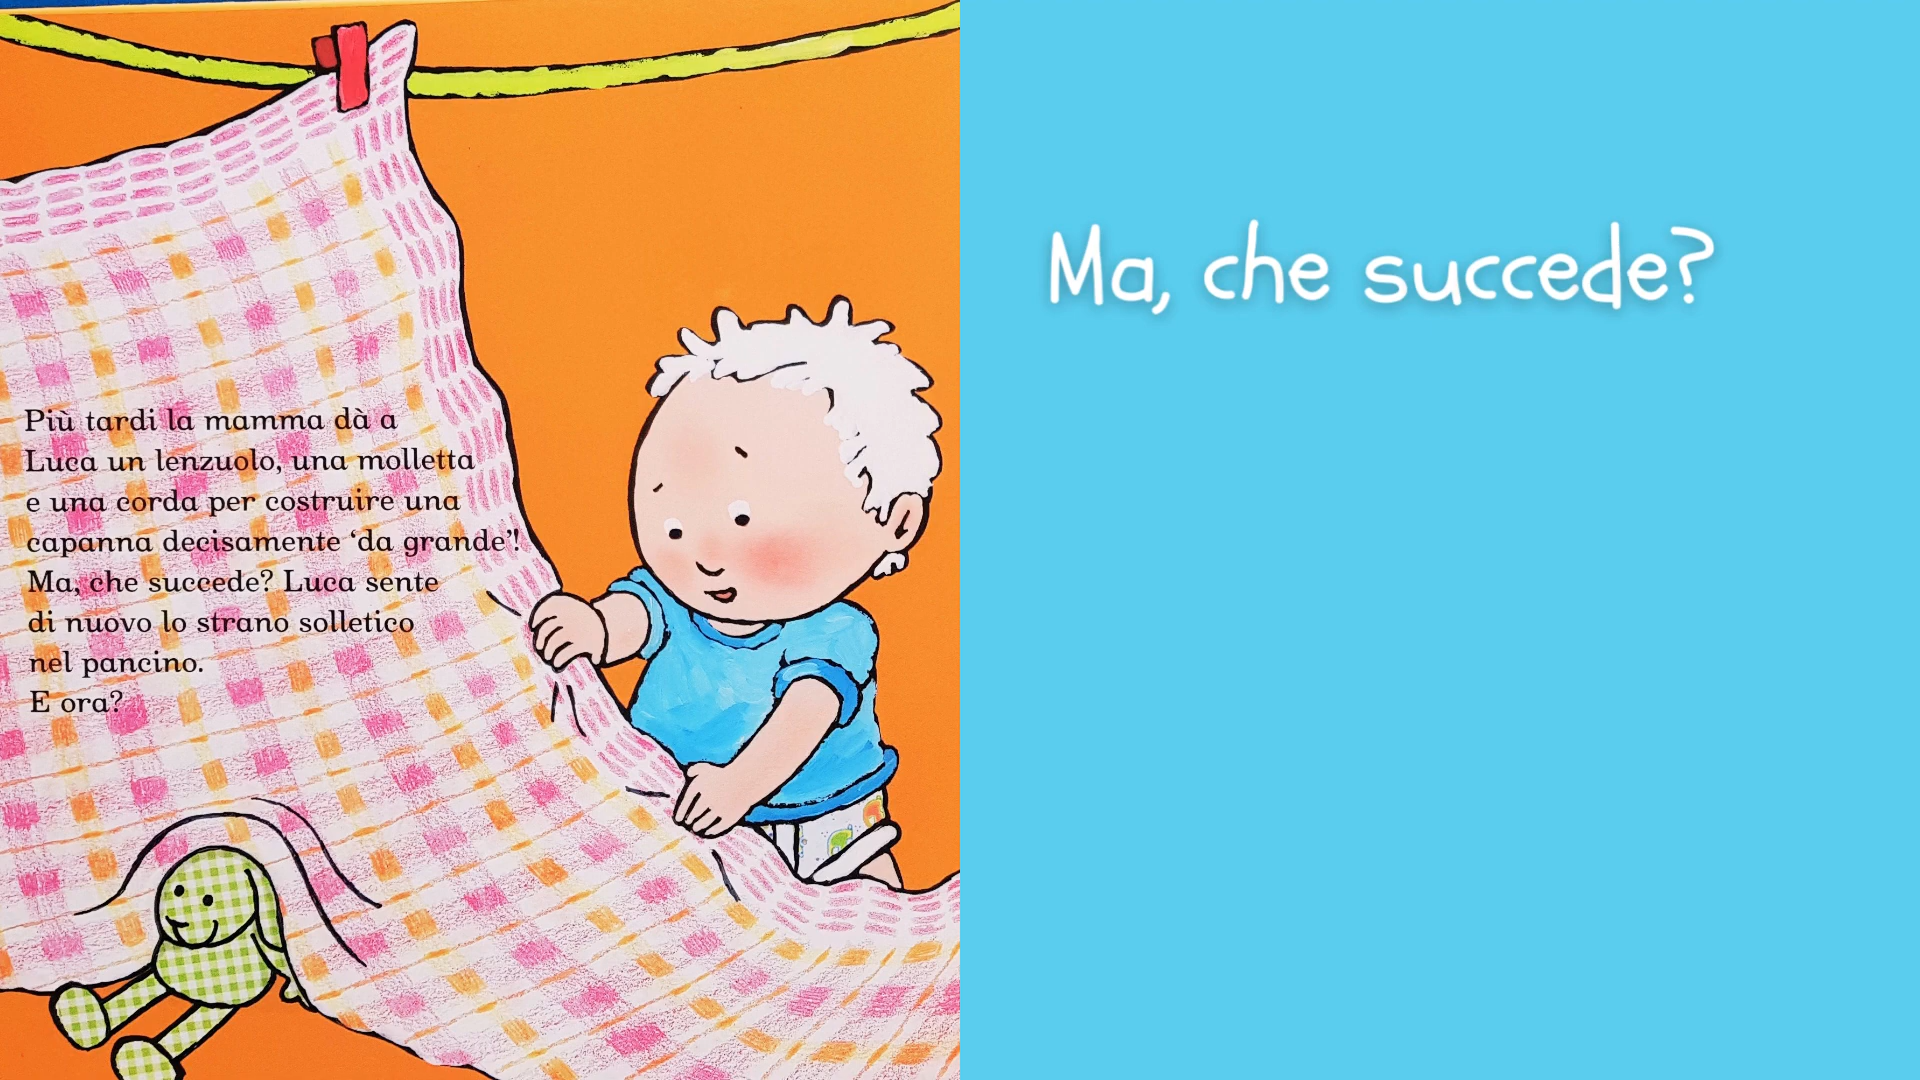 Più tardi la mamma dà a
Luca un lenzuolo, una molletta
e una corda per costruire una
capanna decisamente ‘da grande’!
Ma, che succede? Luca sente
di nuovo lo strano solletico
nel pancino.
E ora?
Ma, che succede?